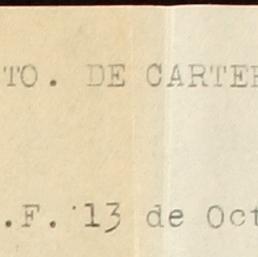 TO. DE CARTE
.F. 13 de Oct